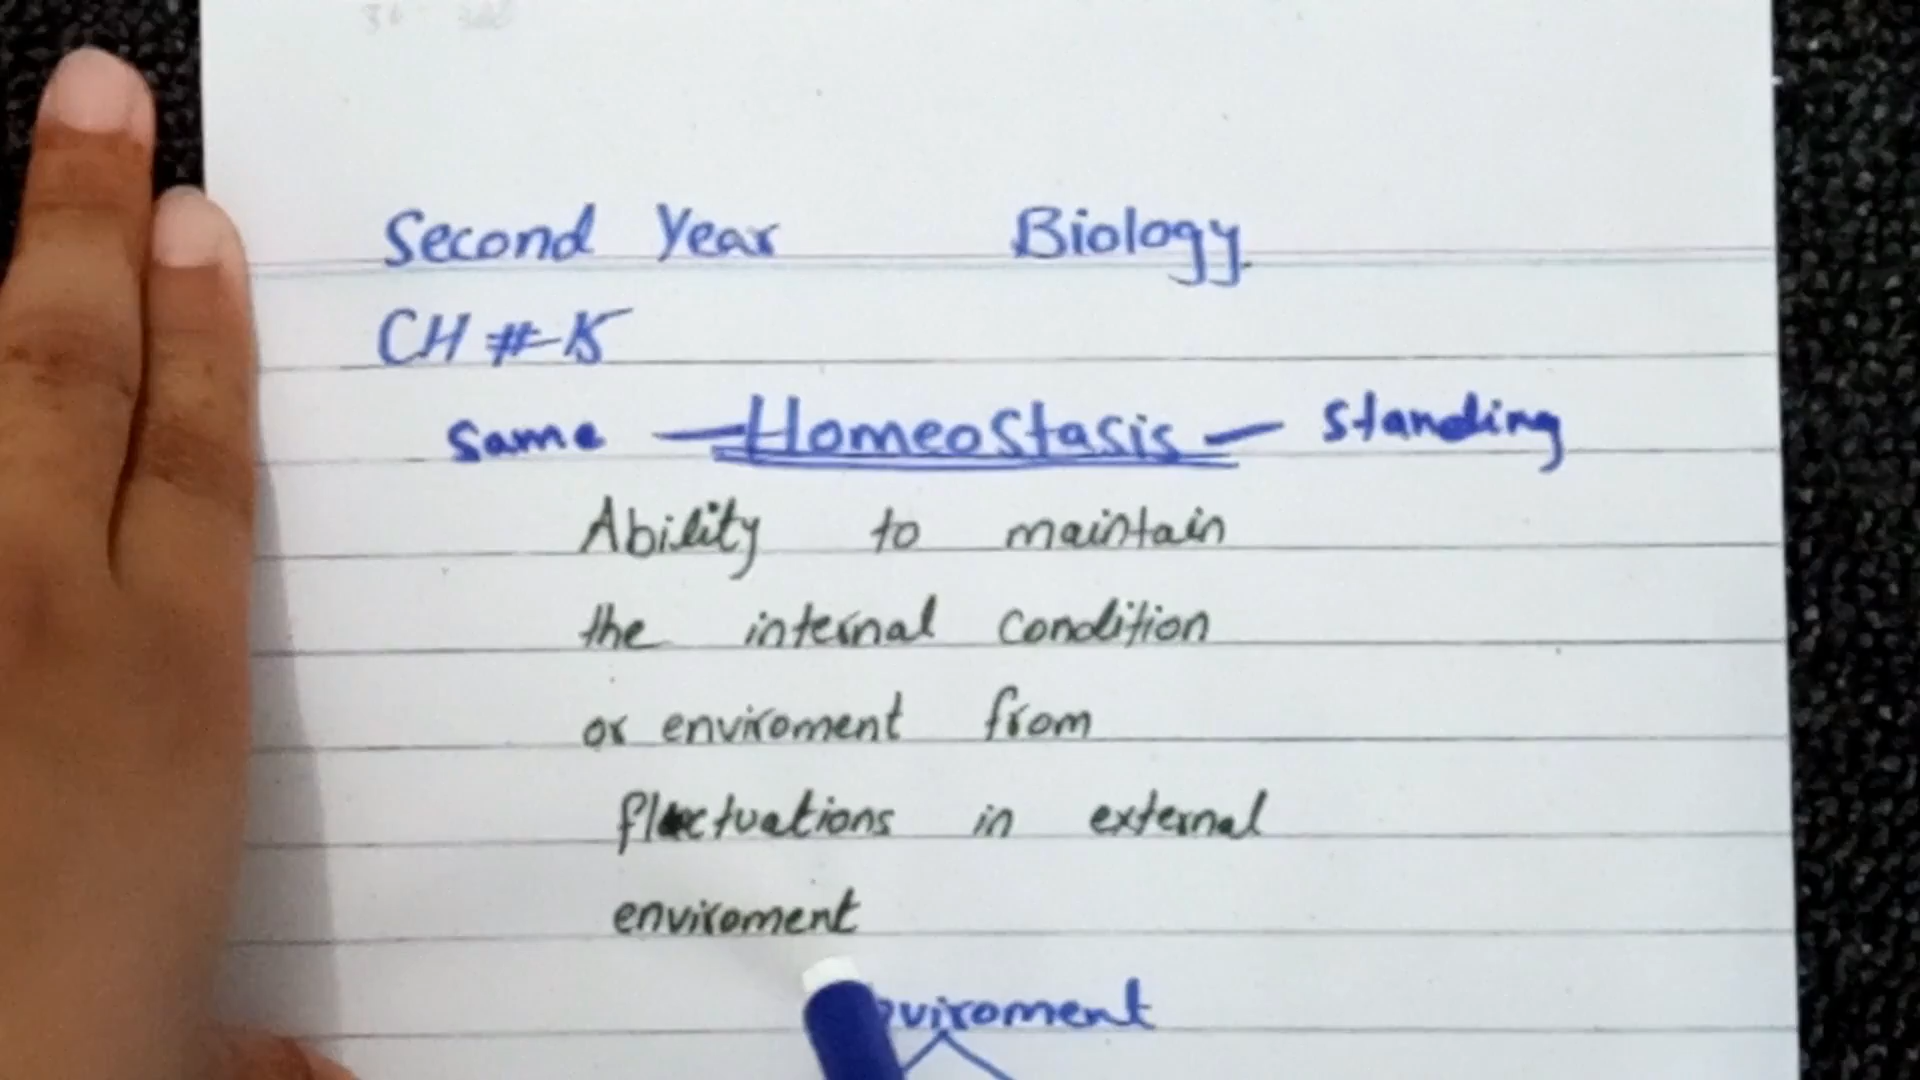 Second Year Biology
CH # 15
Same — Homeostasis — Standing
Ability to maintain
the internal condition
or enviroment from
fluctuations in external
enviroment